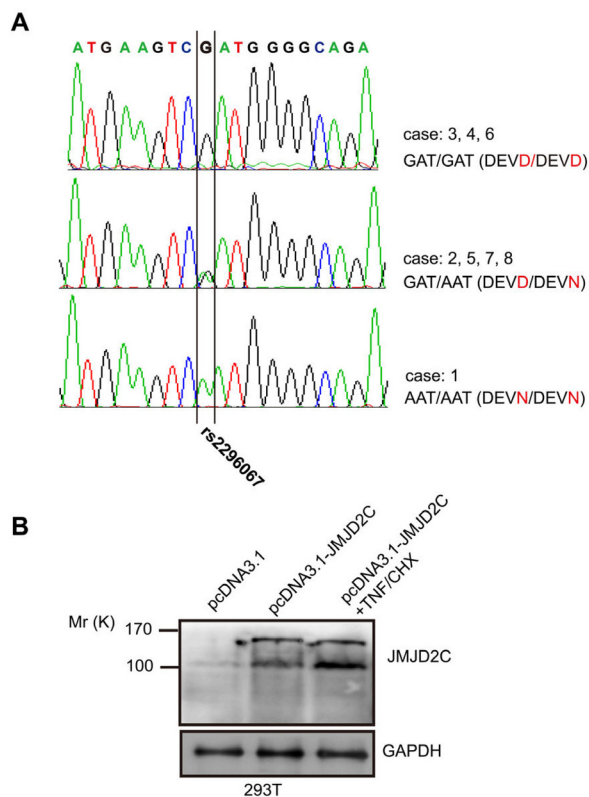 A
A T G A A G T C G A T G G G G C A G A
case: 3, 4, 6
GAT/GAT (DEVD/DEVD)
case: 2, 5, 7, 8
GAT/AAT (DEVD/DEVN)
case: 1
AAT/AAT (DEVN/DEVN)
rs2296067
B
pcDNA3.1
pcDNA3.1-JMJD2C
pcDNA3.1-JMJD2C
+TNF/CHX
Mr (K)
170
100
JMJD2C
GAPDH
293T